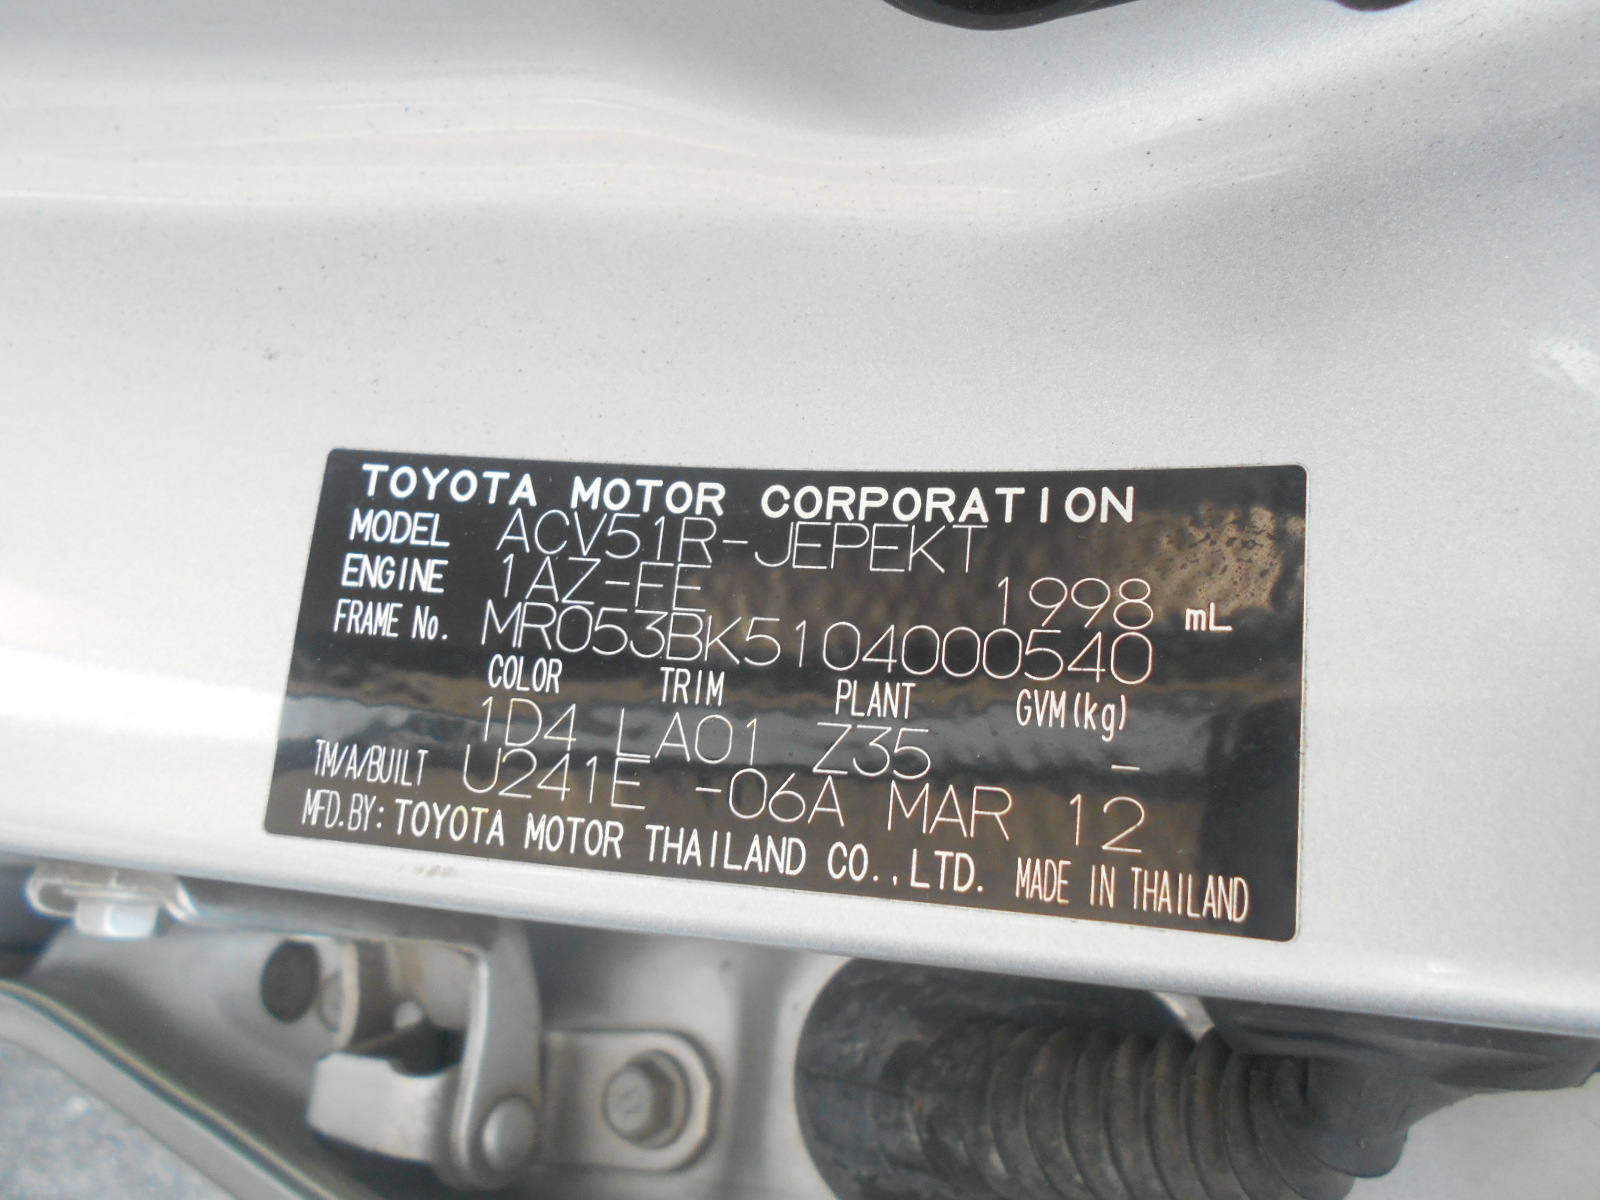 TOYOTA MOTOR CORPORATION
MODEL ACV51R-JEPEKT
ENGINE 1AZ-FE 1998 mL
FRAME No. MR053BK5104000540
COLOR TRIM PLANT GVM(kg)
1D4 LA01 Z35 -
TM/A/BUILT U241E -06A MAR 12
MFD.BY: TOYOTA MOTOR THAILAND CO.,LTD. MADE IN THAILAND